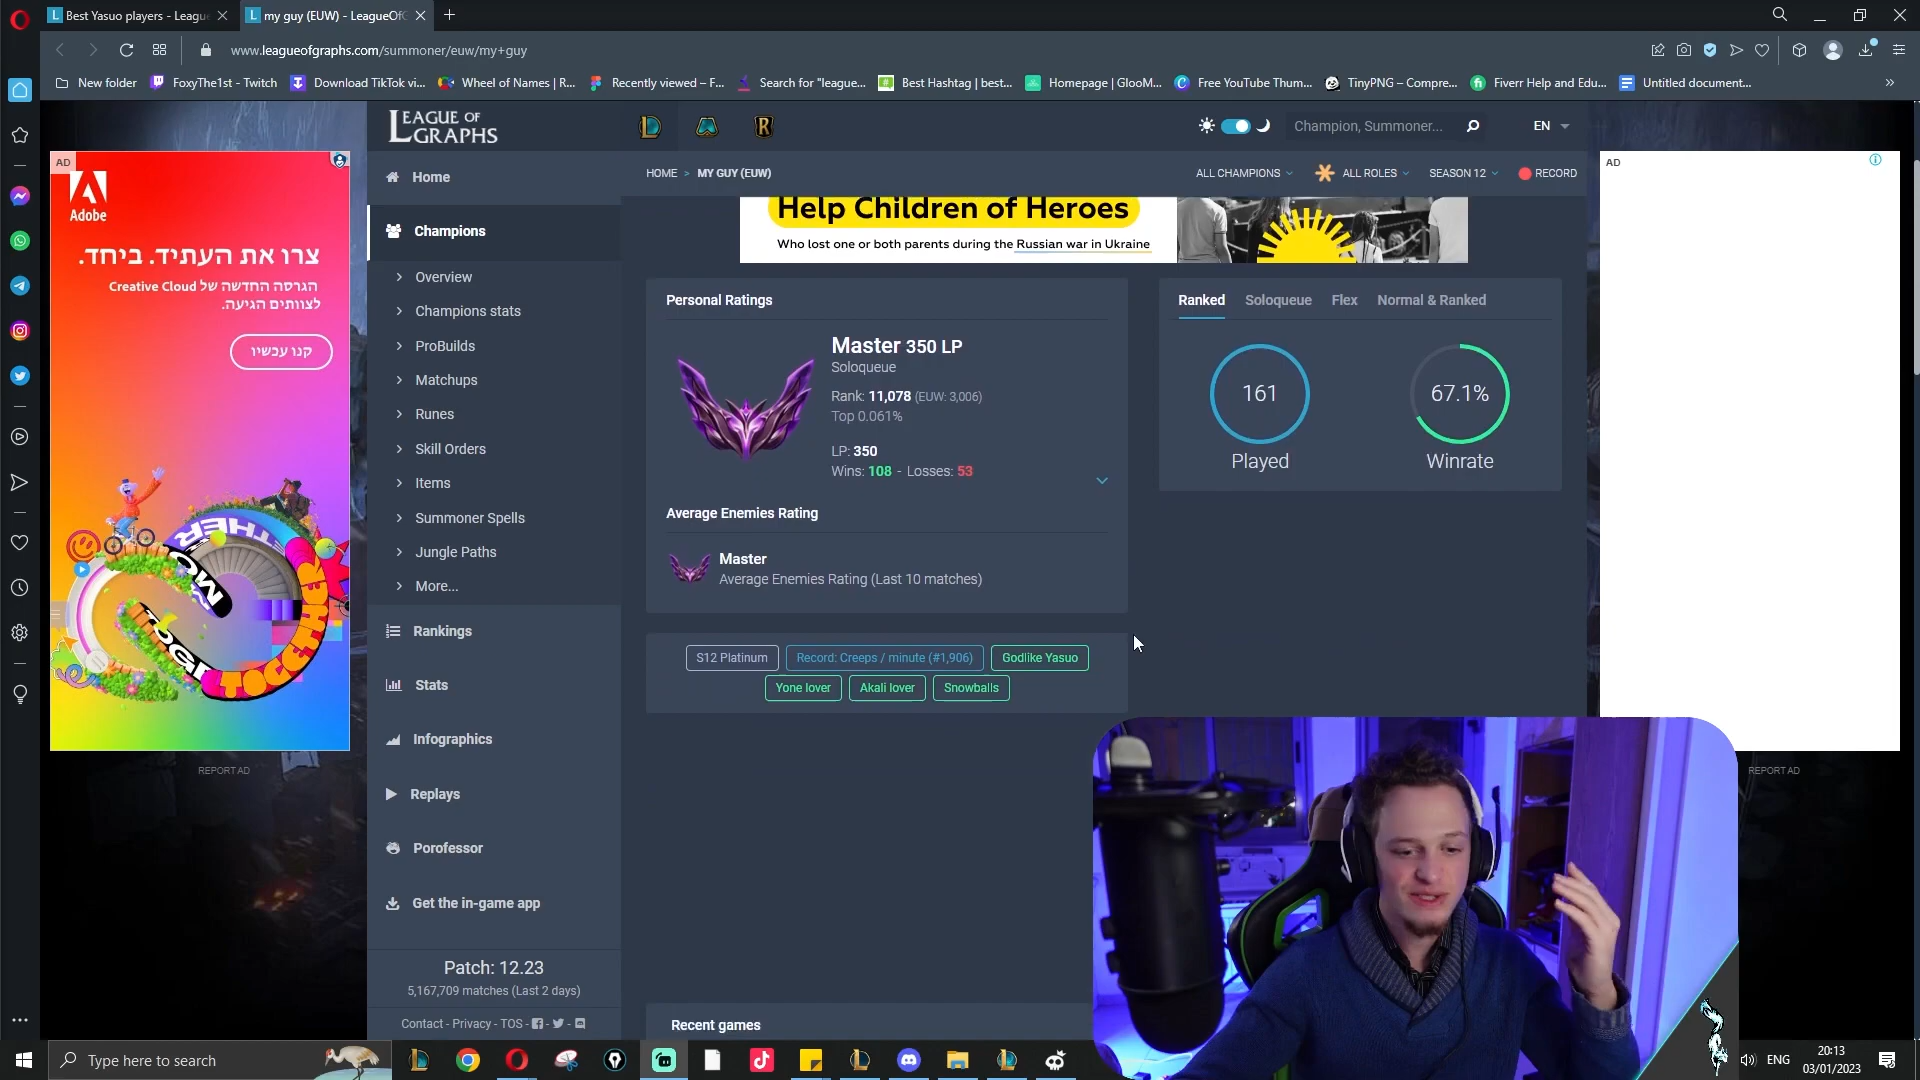 Best Yasuo players - League
my guy (EUW) - LeagueOfG
www.leagueofgraphs.com/summoner/euw/my+guy
New folder
FoxyThe1st - Twitch
Download TikTok vi...
Wheel of Names | R...
Recently viewed – F...
Search for "league...
Best Hashtag | best...
Homepage | GlooM...
Free YouTube Thum...
TinyPNG – Compre...
Fiverr Help and Edu...
Untitled document...
LEAGUE OF
GRAPHS
Champion, Summoner...
EN
AD
Adobe
צרו את העתיד. ביחד.
הגרסה החדשה של Creative Cloud
לצוותים הגיעה.
קנו עכשיו
REPORT AD
Home
Champions
Overview
Champions stats
ProBuilds
Matchups
Runes
Skill Orders
Items
Summoner Spells
Jungle Paths
More...
Rankings
Stats
Infographics
Replays
Porofessor
Get the in-game app
Patch: 12.23
5,167,709 matches (Last 2 days)
Contact - Privacy - TOS - - -
HOME > MY GUY (EUW)
ALL CHAMPIONS
ALL ROLES
SEASON 12
RECORD
Help Children of Heroes
Who lost one or both parents during the Russian war in Ukraine
Personal Ratings
Master 350 LP
Soloqueue
Rank: 11,078 (EUW: 3,006)
Top 0.061%
LP: 350
Wins: 108 - Losses: 53
Average Enemies Rating
Master
Average Enemies Rating (Last 10 matches)
S12 Platinum
Record: Creeps / minute (#1,906)
Godlike Yasuo
Yone lover
Akali lover
Snowballs
Recent games
Ranked
Soloqueue
Flex
Normal & Ranked
161
Played
67.1%
Winrate
AD
REPORT AD
Type here to search
ENG
20:13
03/01/2023